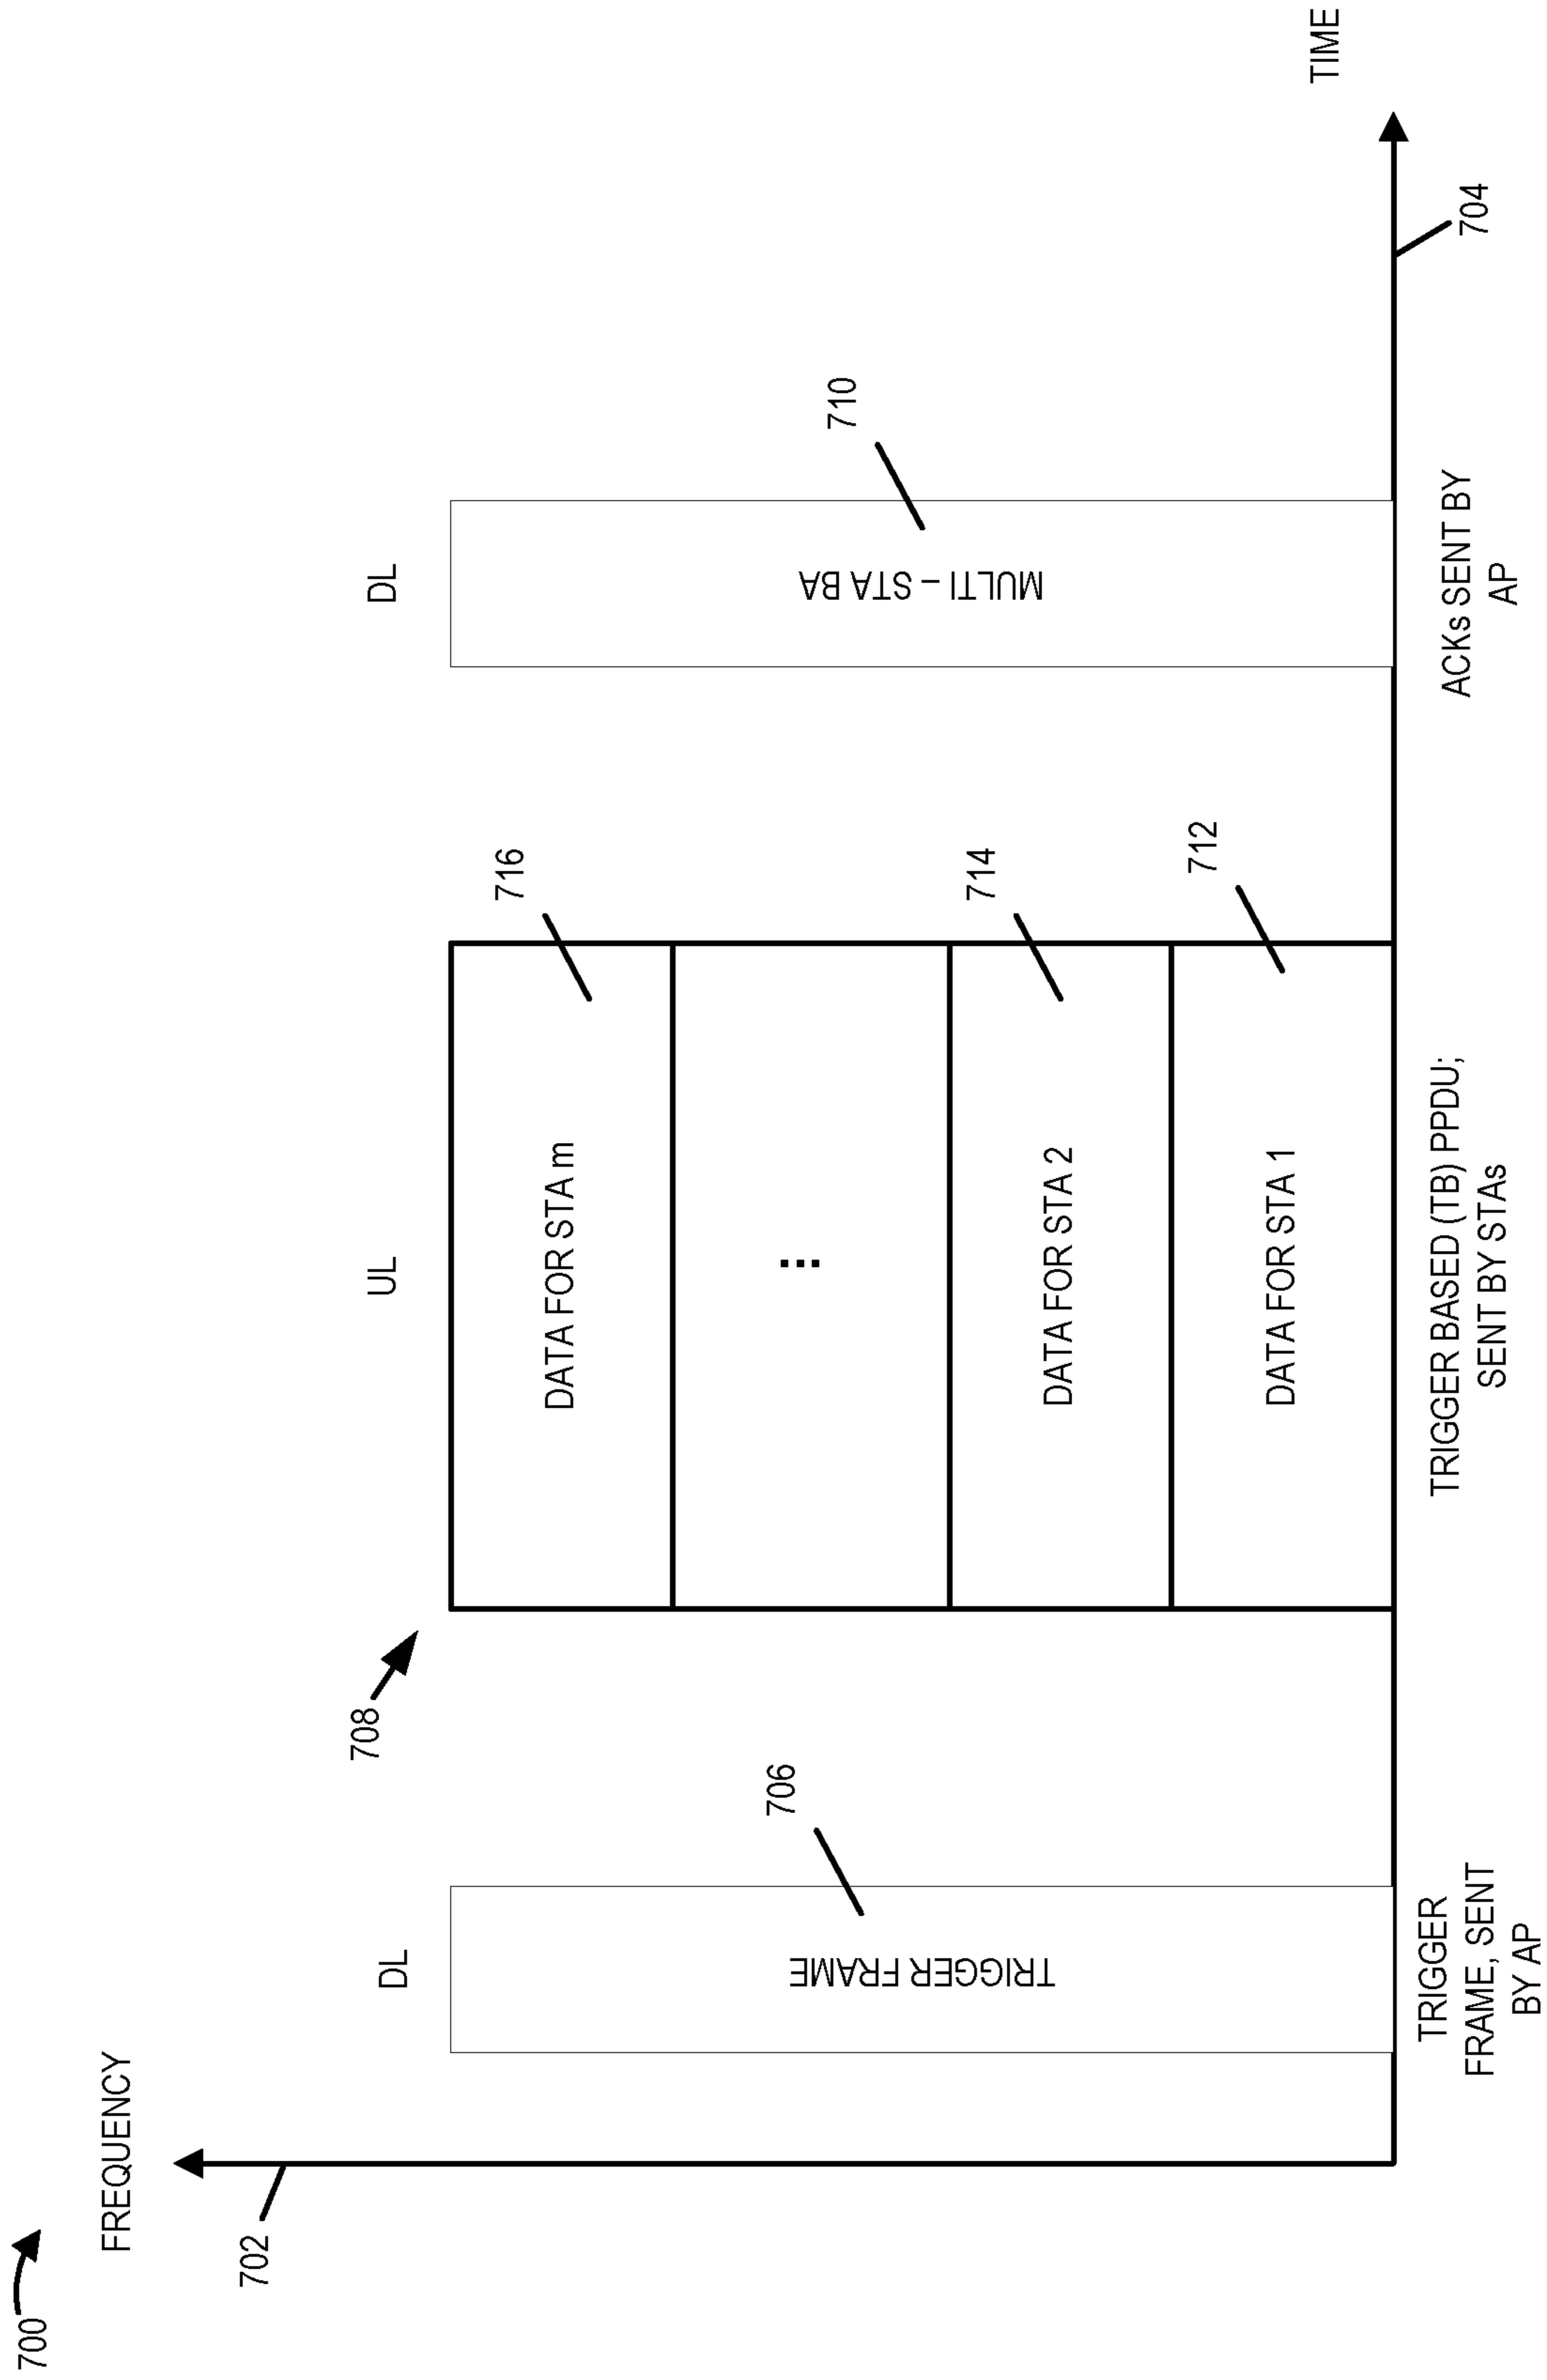 700
FREQUENCY
702
DL
DL
UL
708
706
TRIGGER FRAME
716
DATA FOR STA m
...
714
DATA FOR STA 2
712
DATA FOR STA 1
710
MULTI – STA BA
TIME
704
TRIGGER
FRAME, SENT
BY AP
TRIGGER BASED (TB) PPDU;
SENT BY STAs
ACKs SENT BY
AP